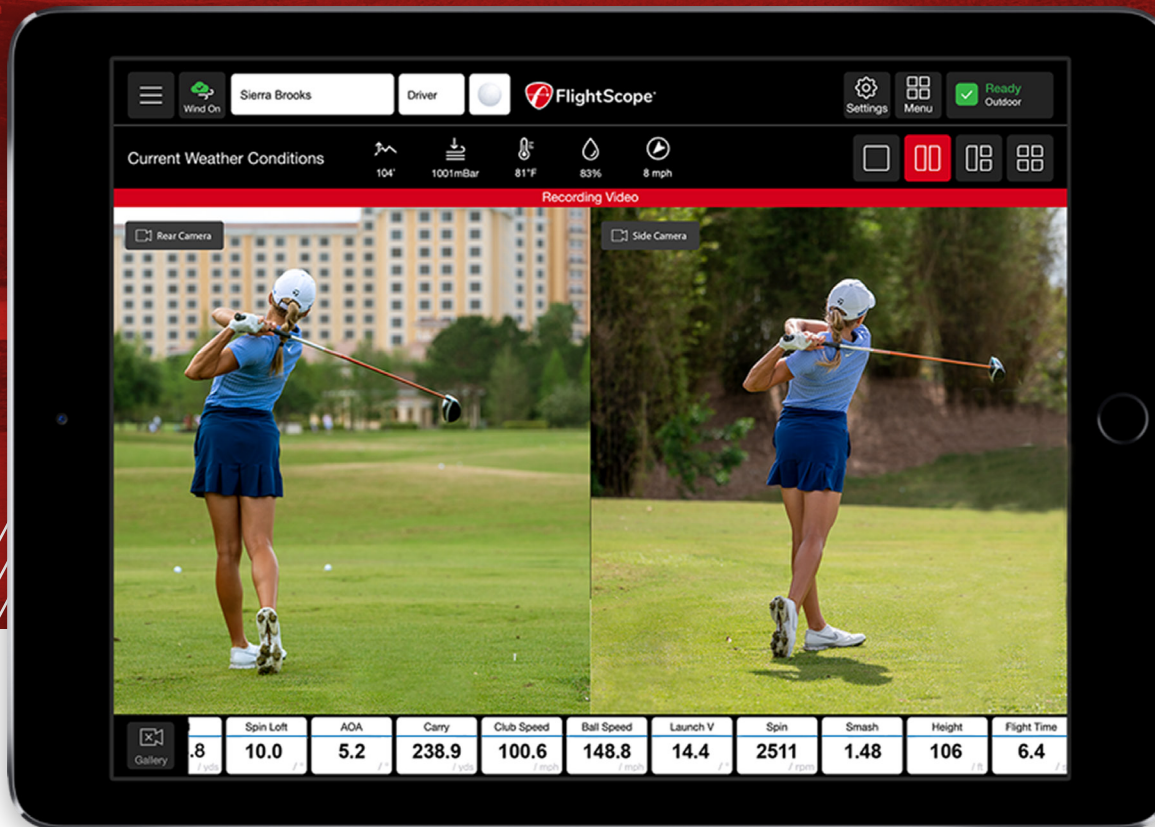 Wind On
Sierra Brooks
Driver
FlightScope
Settings
Menu
Ready
Outdoor
Current Weather Conditions
104'
1001mBar
81°F
83%
8 mph
Recording Video
Rear Camera
Side Camera
Gallery
.8
/ yds
Spin Loft
10.0
/ °
AOA
5.2
/ °
Carry
238.9
/ yds
Club Speed
100.6
/ mph
Ball Speed
148.8
/ mph
Launch V
14.4
/ °
Spin
2511
/ rpm
Smash
1.48
Height
106
/ ft
Flight Time
6.4